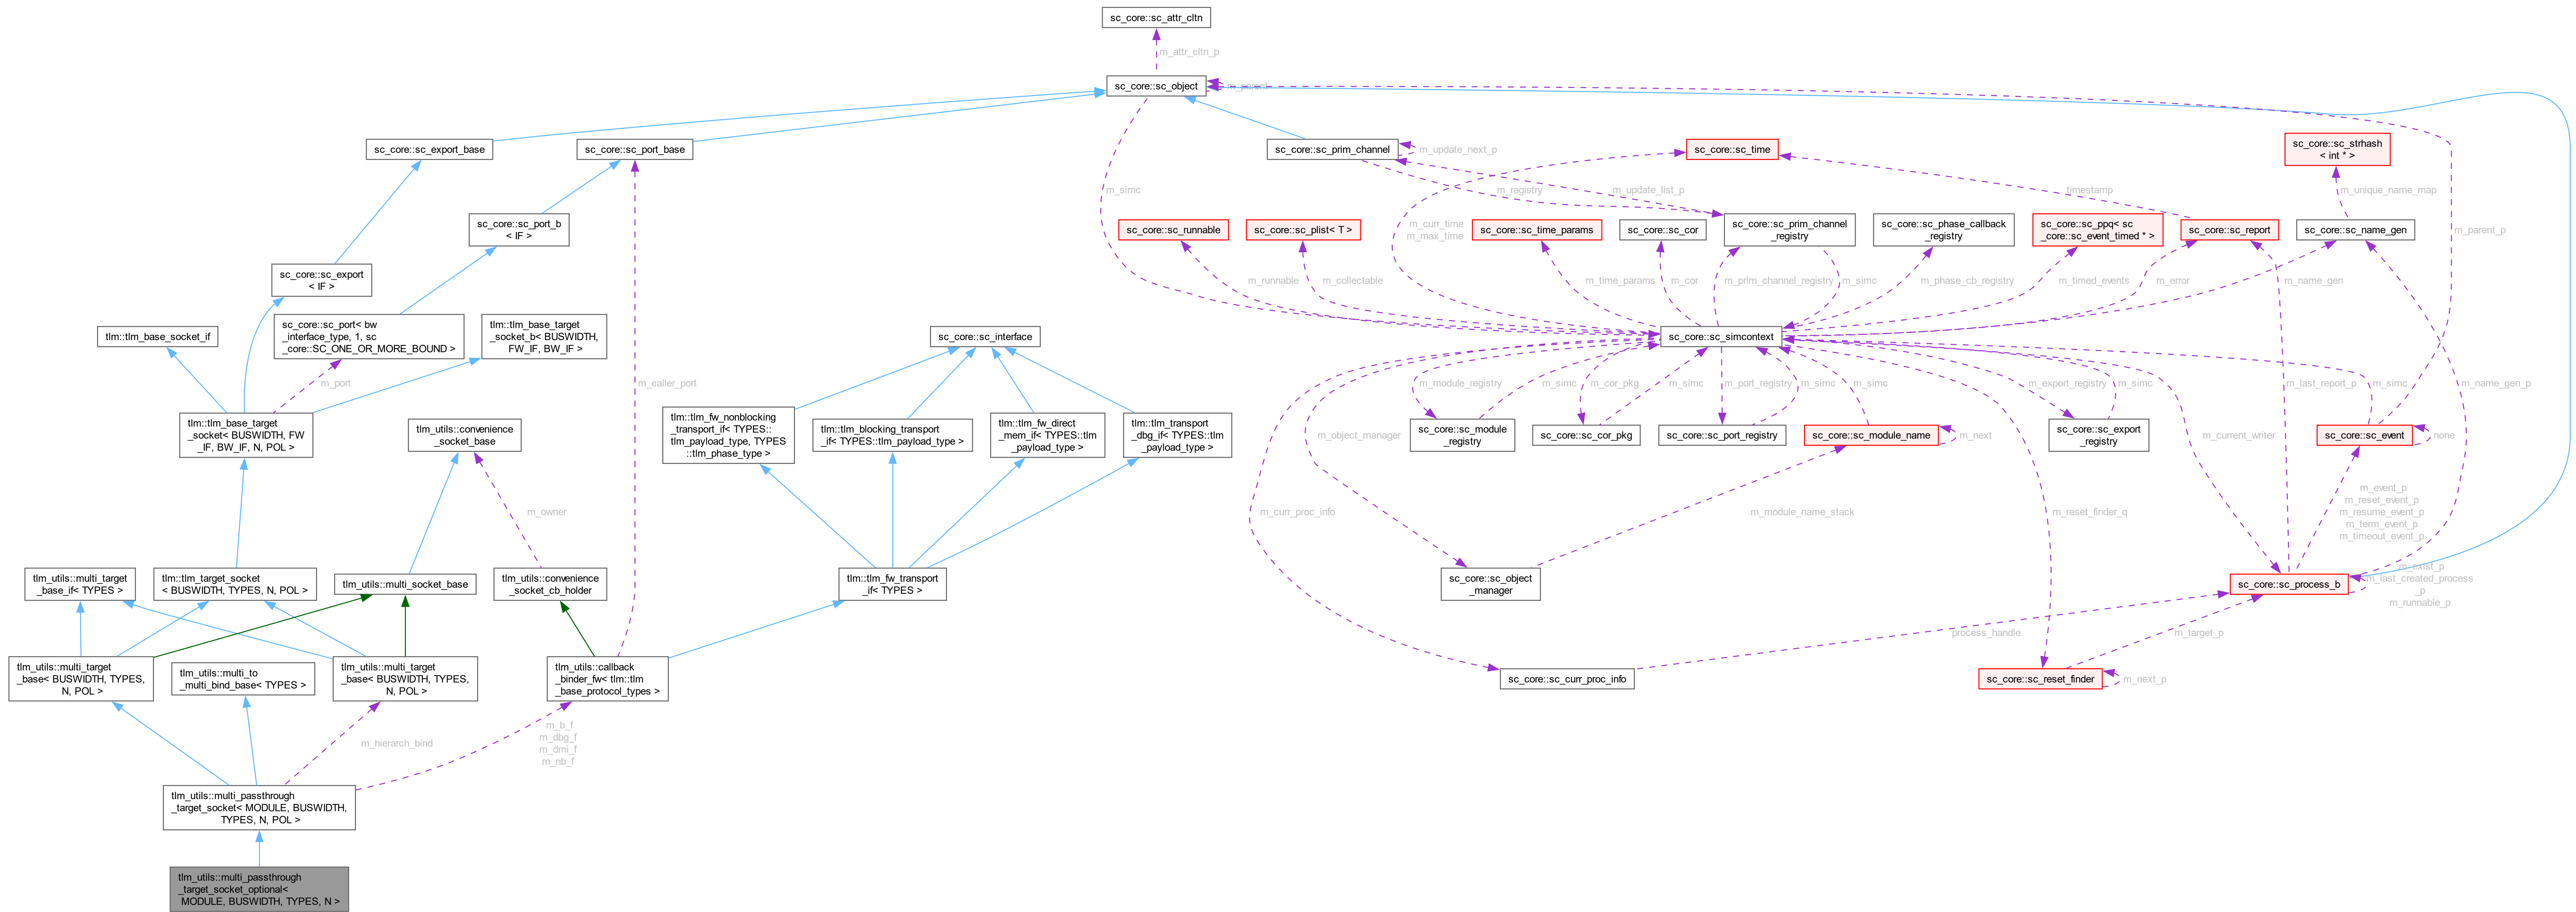 sc_core::sc_attr_cltn
m_attr_cltn_p
sc_core::sc_object
m_parent
sc_core::sc_export_base
sc_core::sc_port_base
sc_core::sc_prim_channel
m_update_next_p
sc_core::sc_time
sc_core::sc_strhash
< int * >
m_simc
m_registry
m_update_list_p
timestamp
m_unique_name_map
sc_core::sc_port_b
< IF >
m_curr_time
m_max_time
sc_core::sc_runnable
sc_core::sc_plist< T >
sc_core::sc_time_params
sc_core::sc_cor
sc_core::sc_prim_channel
_registry
sc_core::sc_phase_callback
_registry
sc_core::sc_ppq< sc
_core::sc_event_timed * >
sc_core::sc_report
sc_core::sc_name_gen
m_parent_p
sc_core::sc_export
< IF >
m_runnable
m_collectable
m_time_params
m_cor
m_prim_channel_registry
m_simc
m_phase_cb_registry
m_timed_events
m_error
m_name_gen
tlm::tlm_base_socket_if
sc_core::sc_port< bw
_interface_type, 1, sc
_core::SC_ONE_OR_MORE_BOUND >
tlm::tlm_base_target
_socket_b< BUSWIDTH,
FW_IF, BW_IF >
sc_core::sc_interface
sc_core::sc_simcontext
m_port
m_caller_port
m_module_registry
m_simc
m_cor_pkg
m_simc
m_port_registry
m_simc
m_simc
m_export_registry
m_simc
m_last_report_p
m_simc
m_name_gen_p
tlm::tlm_base_target
_socket< BUSWIDTH, FW
_IF, BW_IF, N, POL >
tlm_utils::convenience
_socket_base
tlm::tlm_fw_nonblocking
_transport_if< TYPES::
tlm_payload_type, TYPES
::tlm_phase_type >
tlm::tlm_blocking_transport
_if< TYPES::tlm_payload_type >
tlm::tlm_fw_direct
_mem_if< TYPES::tlm
_payload_type >
tlm::tlm_transport
_dbg_if< TYPES::tlm
_payload_type >
m_object_manager
sc_core::sc_module
_registry
sc_core::sc_cor_pkg
sc_core::sc_port_registry
sc_core::sc_module_name
m_next
sc_core::sc_export
_registry
m_current_writer
sc_core::sc_event
none
m_owner
m_curr_proc_info
m_module_name_stack
m_reset_finder_q
m_event_p
m_reset_event_p
m_resume_event_p
m_term_event_p
m_timeout_event_p
tlm_utils::multi_target
_base_if< TYPES >
tlm::tlm_target_socket
< BUSWIDTH, TYPES, N, POL >
tlm_utils::multi_socket_base
tlm_utils::convenience
_socket_cb_holder
tlm::tlm_fw_transport
_if< TYPES >
sc_core::sc_object
_manager
sc_core::sc_process_b
m_exist_p
m_last_created_process
_p
m_runnable_p
process_handle
m_target_p
tlm_utils::multi_target
_base< BUSWIDTH, TYPES,
N, POL >
tlm_utils::multi_to
_multi_bind_base< TYPES >
tlm_utils::multi_target
_base< BUSWIDTH, TYPES,
N, POL >
tlm_utils::callback
_binder_fw< tlm::tlm
_base_protocol_types >
sc_core::sc_curr_proc_info
sc_core::sc_reset_finder
m_next_p
m_hierarch_bind
m_b_f
m_dbg_f
m_dmi_f
m_nb_f
tlm_utils::multi_passthrough
_target_socket< MODULE, BUSWIDTH,
TYPES, N, POL >
tlm_utils::multi_passthrough
_target_socket_optional<
MODULE, BUSWIDTH, TYPES, N >